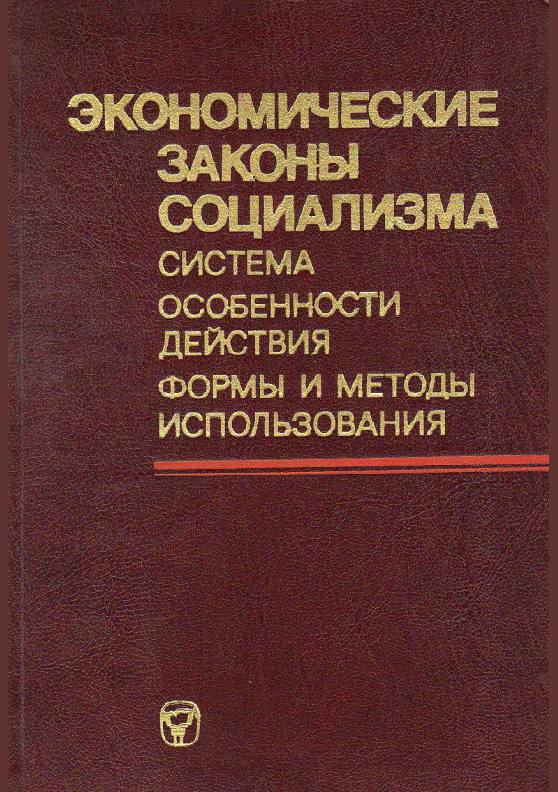 ЭКОНОМИЧЕСКИЕ
ЗАКОНЫ
СОЦИАЛИЗМА
СИСТЕМА
ОСОБЕННОСТИ
ДЕЙСТВИЯ
ФОРМЫ И МЕТОДЫ
ИСПОЛЬЗОВАНИЯ